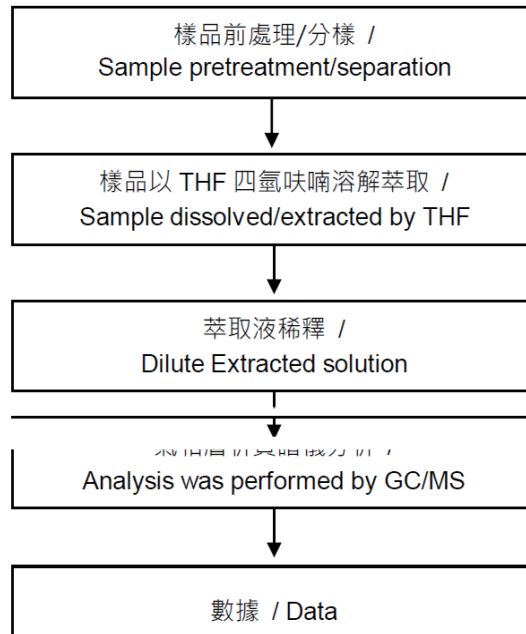 樣品前處理/分樣 /
Sample pretreatment/separation
樣品以 THF 四氫呋喃溶解萃取 /
Sample dissolved/extracted by THF
萃取液稀釋 /
Dilute Extracted solution
Analysis was performed by GC/MS
數據 / Data